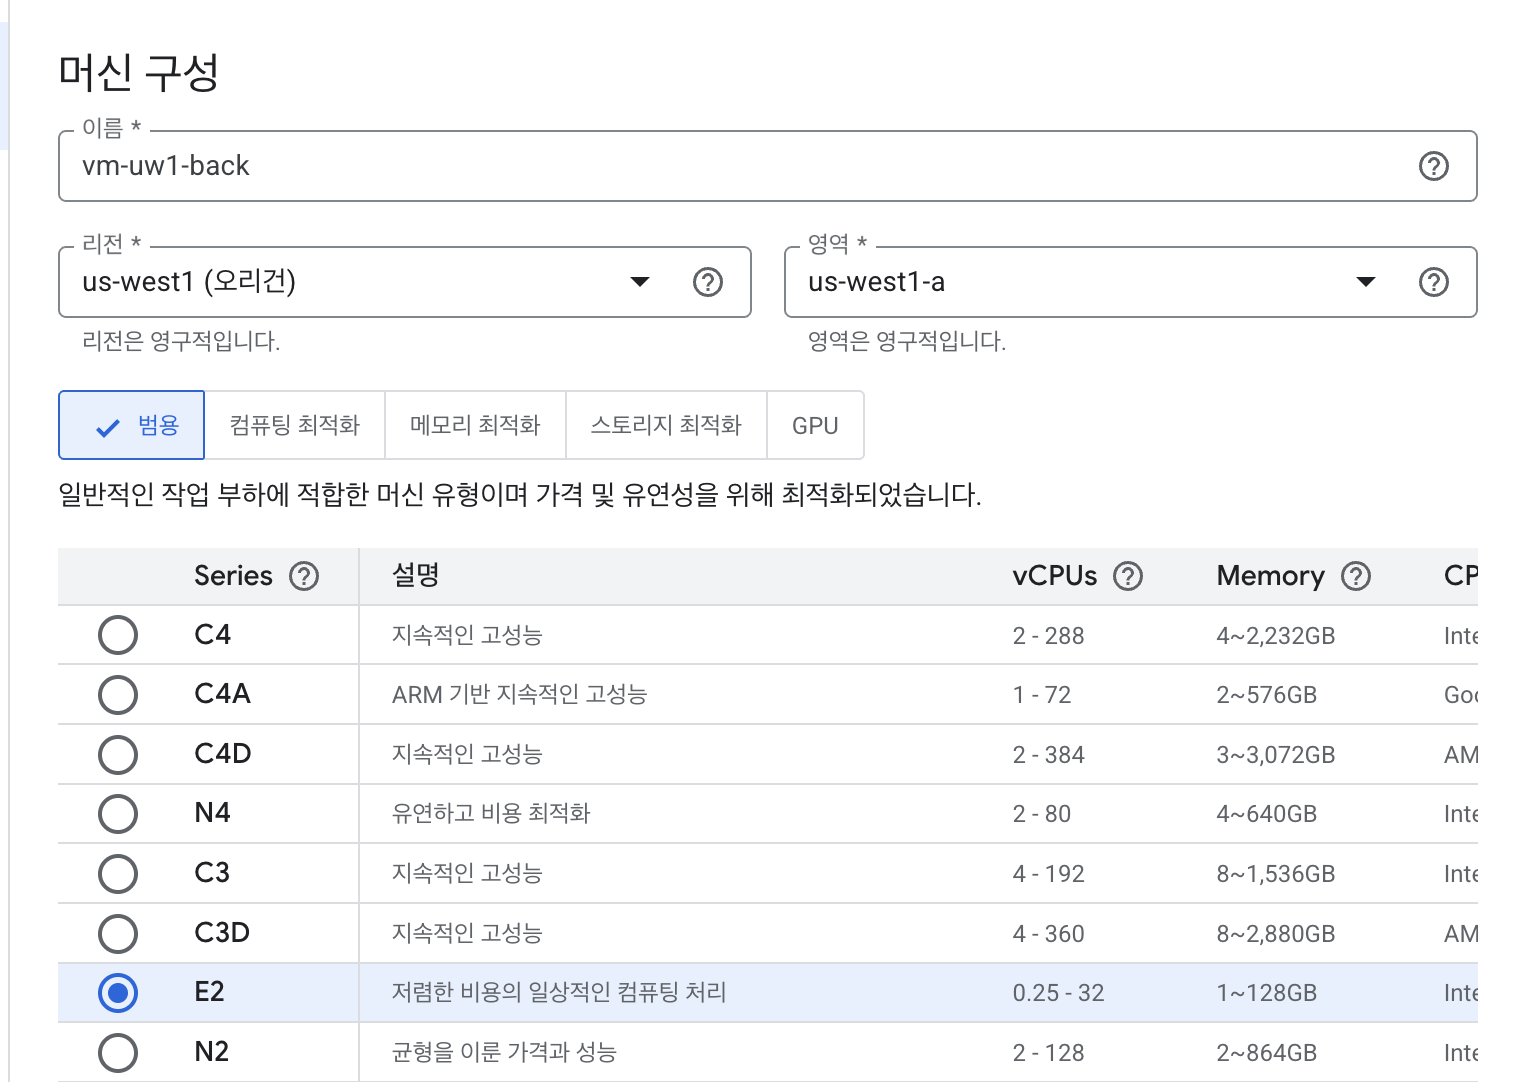 머신 구성
이름 *
vm-uw1-back
리전 *
us-west1 (오리건)
리전은 영구적입니다.
영역 *
us-west1-a
영역은 영구적입니다.
범용 컴퓨팅 최적화 메모리 최적화 스토리지 최적화 GPU
일반적인 작업 부하에 적합한 머신 유형이며 가격 및 유연성을 위해 최적화되었습니다.
Series 설명 vCPUs Memory CP
C4 지속적인 고성능 2 - 288 4~2,232GB Inte
C4A ARM 기반 지속적인 고성능 1 - 72 2~576GB Goo
C4D 지속적인 고성능 2 - 384 3~3,072GB AM
N4 유연하고 비용 최적화 2 - 80 4~640GB Inte
C3 지속적인 고성능 4 - 192 8~1,536GB Inte
C3D 지속적인 고성능 4 - 360 8~2,880GB AM
E2 저렴한 비용의 일상적인 컴퓨팅 처리 0.25 - 32 1~128GB Inte
N2 균형을 이룬 가격과 성능 2 - 128 2~864GB Inte